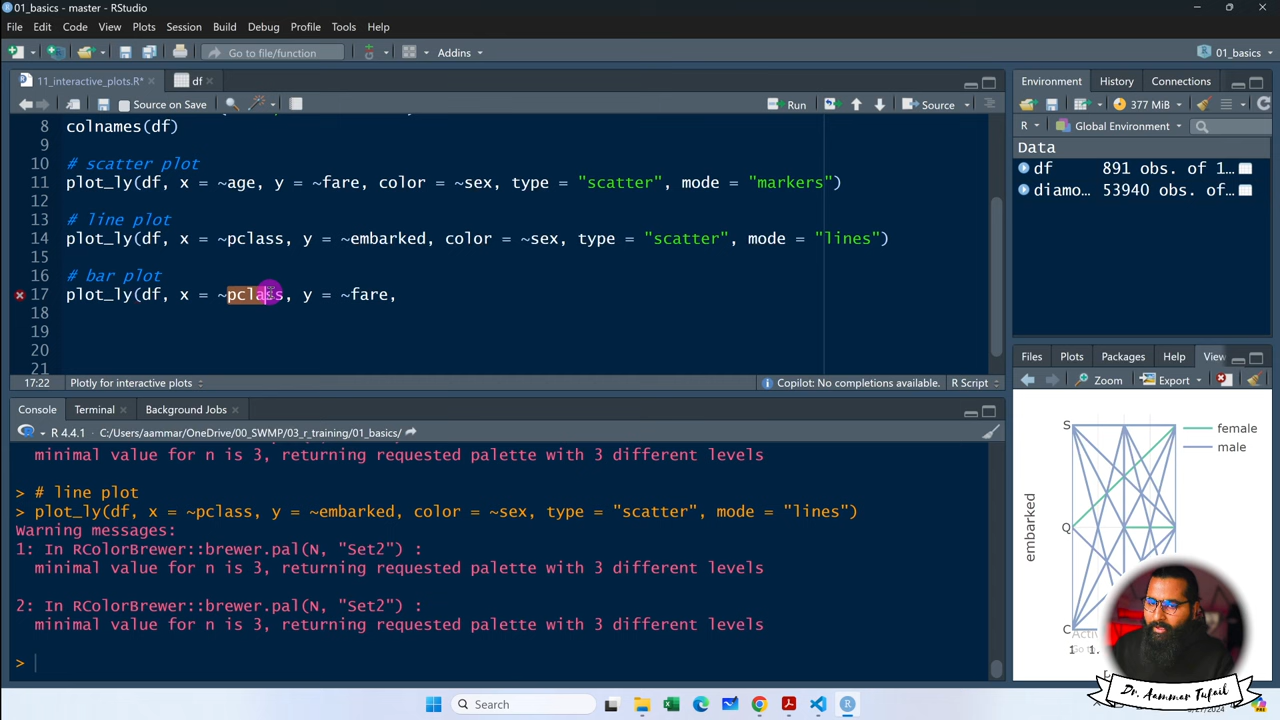 01_basics - master - RStudio
File Edit Code View Plots Session Build Debug Profile Tools Help
Go to file/function Addins 01_basics
11_interactive_plots.R* df
Source on Save Run Source
8 colnames(df)
9
10 # scatter plot
11 plot_ly(df, x = ~age, y = ~fare, color = ~sex, type = "scatter", mode = "markers")
12
13 # line plot
14 plot_ly(df, x = ~pclass, y = ~embarked, color = ~sex, type = "scatter", mode = "lines")
15
16 # bar plot
17 plot_ly(df, x = ~pclass, y = ~fare,
18
19
20
21
17:22 Plotly for interactive plots Copilot: No completions available. R Script
Console Terminal Background Jobs
R 4.4.1 · C:/Users/aammar/OneDrive/00_SWMP/03_r_training/01_basics/
minimal value for n is 3, returning requested palette with 3 different levels
> # line plot
> plot_ly(df, x = ~pclass, y = ~embarked, color = ~sex, type = "scatter", mode = "lines")
Warning messages:
1: In RColorBrewer::brewer.pal(N, "Set2") :
minimal value for n is 3, returning requested palette with 3 different levels
2: In RColorBrewer::brewer.pal(N, "Set2") :
minimal value for n is 3, returning requested palette with 3 different levels
>
Environment History Connections
377 MiB
R Global Environment
Data
df 891 obs. of 1...
diamo... 53940 obs. of...
Files Plots Packages Help View
Zoom Export
S
Q
C
embarked
female
male
1 1.
Dr. Aammar Tufail
Search